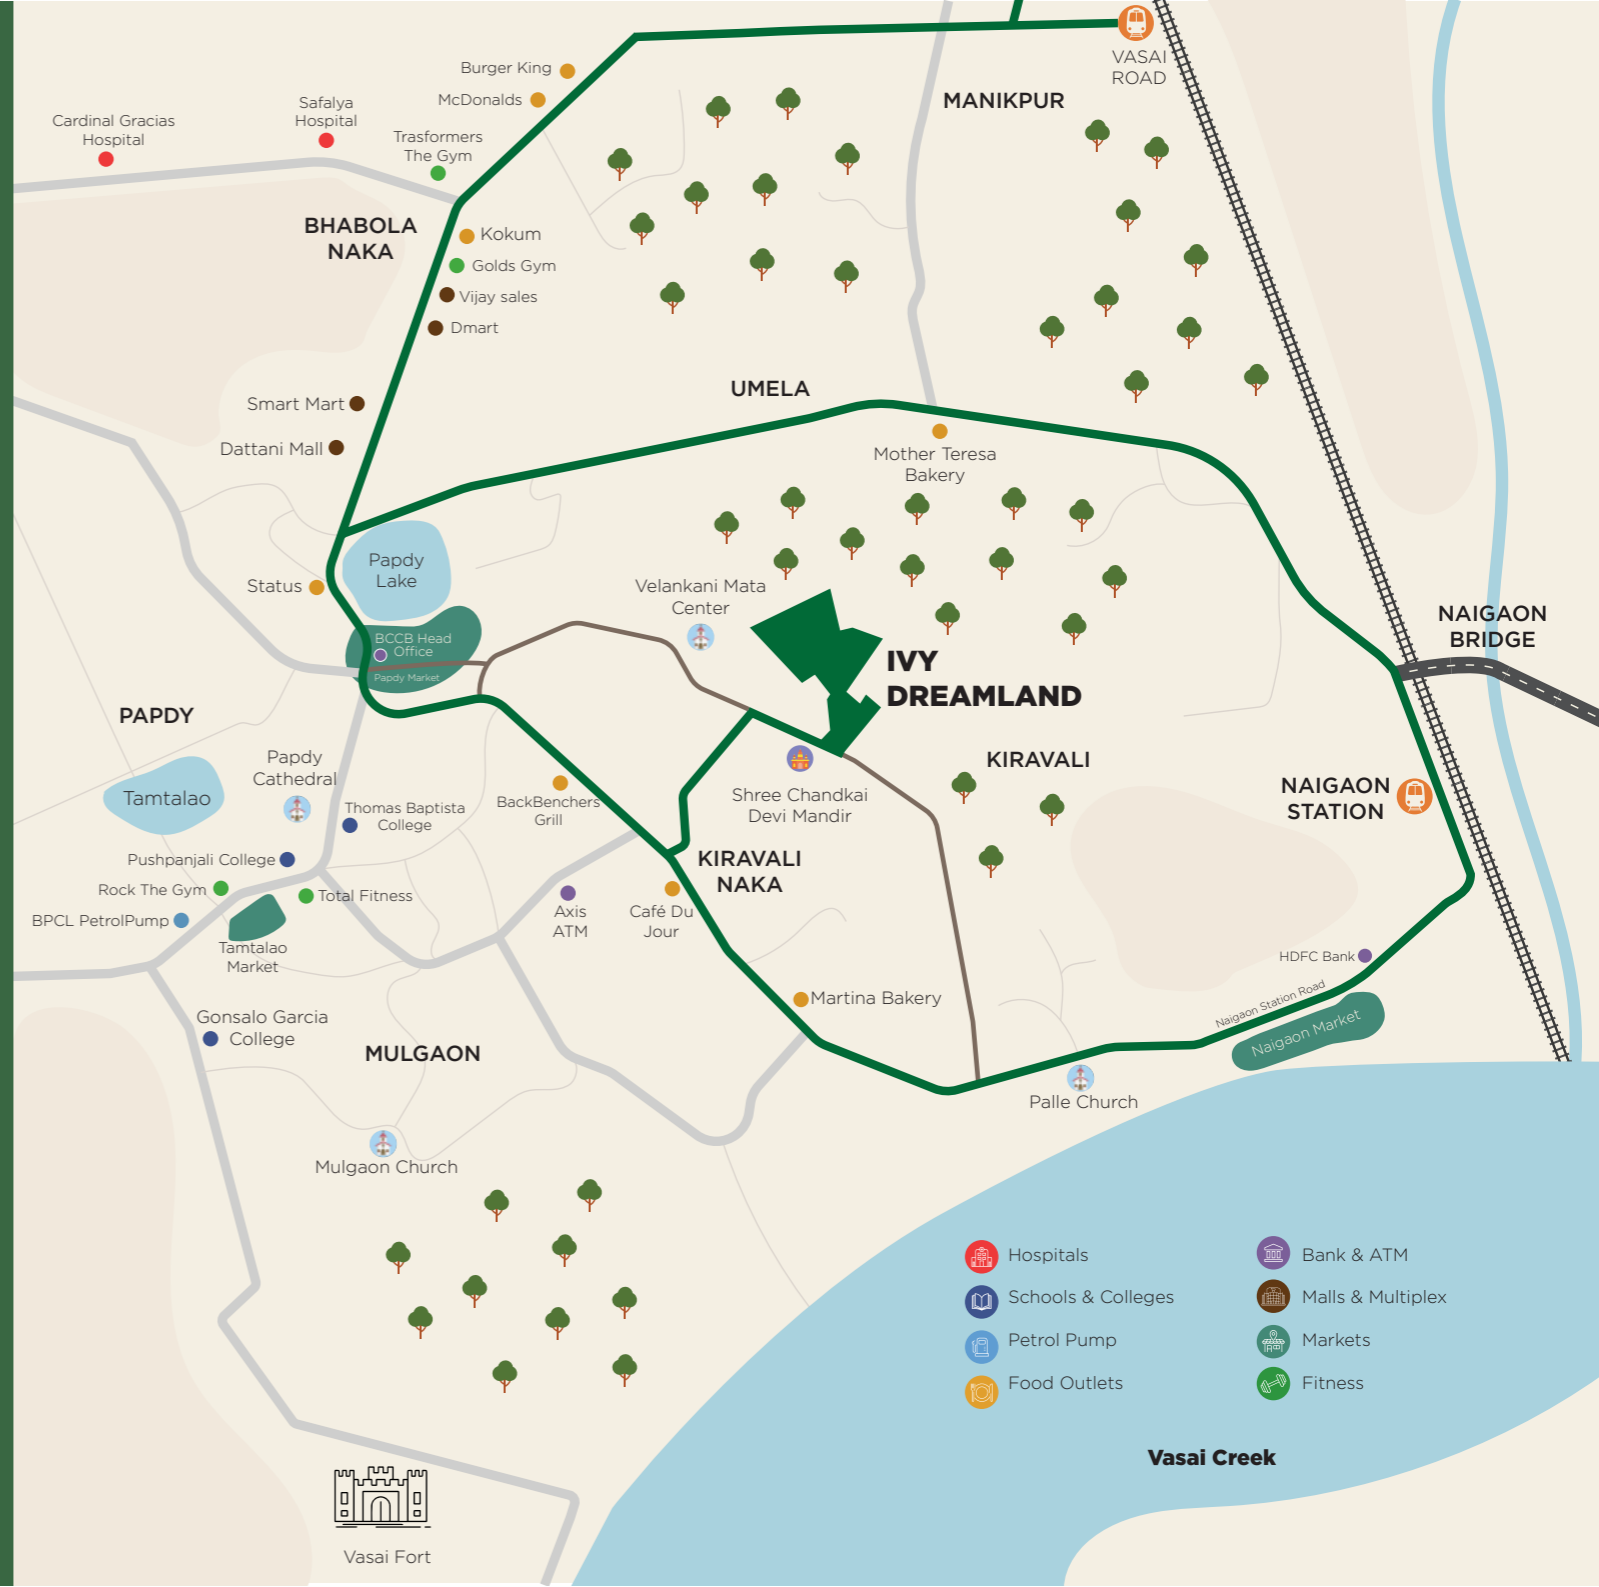 VASAI
ROAD
Burger King
McDonalds
MANIKPUR
Safalya
Hospital
Cardinal Gracias
Hospital
Trasformers
The Gym
BHABOLA
NAKA
Kokum
Golds Gym
Vijay sales
Dmart
UMELA
Smart Mart
Dattani Mall
Mother Teresa
Bakery
Papdy
Lake
Status
Velankani Mata
Center
NAIGAON
BRIDGE
BCCB Head
Office
Papdy Market
IVY
DREAMLAND
PAPDY
Papdy
Cathedral
KIRAVALI
Tamtalao
NAIGAON
STATION
Shree Chandkai
Devi Mandir
Thomas Baptista
College
BackBenchers
Grill
Pushpanjali College
KIRAVALI
NAKA
Rock The Gym
Total Fitness
BPCL PetrolPump
Axis
ATM
Café Du
Jour
Tamtalao
Market
HDFC Bank
Martina Bakery
Naigaon Station Road
Naigaon Market
Gonsalo Garcia
College
MULGAON
Palle Church
Mulgaon Church
Hospitals
Schools & Colleges
Petrol Pump
Food Outlets
Bank & ATM
Malls & Multiplex
Markets
Fitness
Vasai Creek
Vasai Fort